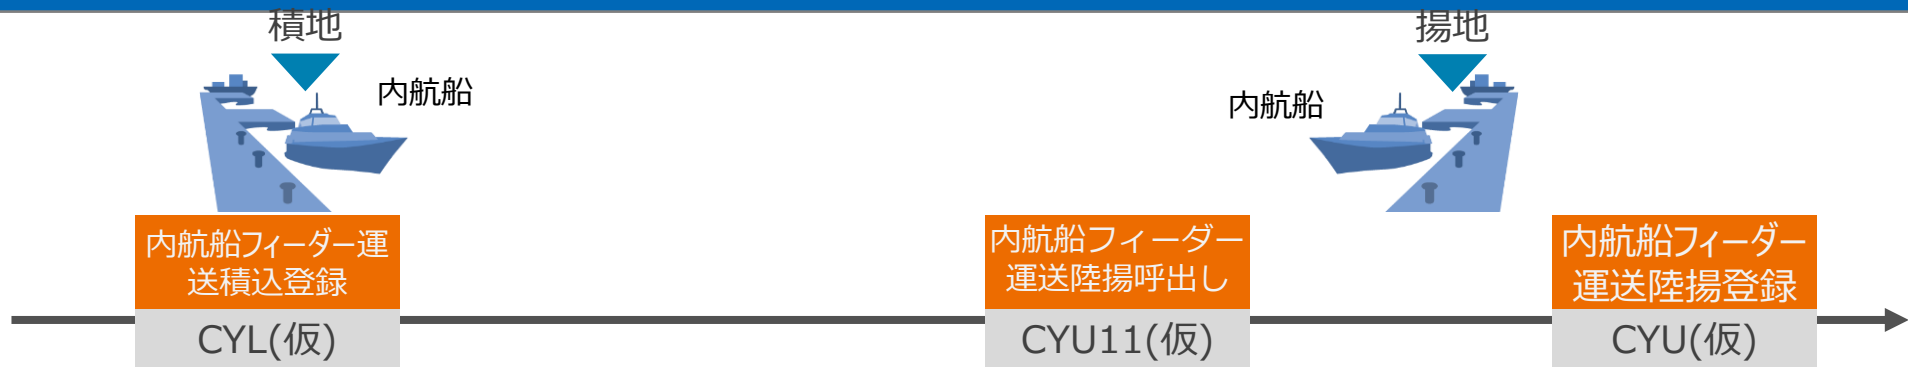 積地
揚地
内航船
内航船
内航船フィーダー運
送積込登録
CYL(仮)
内航船フィーダー
運送陸揚呼出し
CYU11(仮)
内航船フィーダー
運送陸揚登録
CYU(仮)